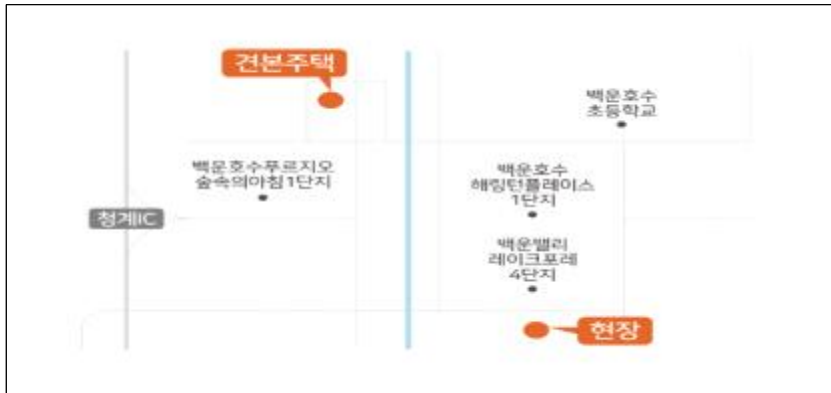 견본주택
백운호수
초등학교
백운호수푸르지오
숲속의아침1단지
백운호수
해링턴플레이스
1단지
청계IC
백운밸리
레이크포레
4단지
현장